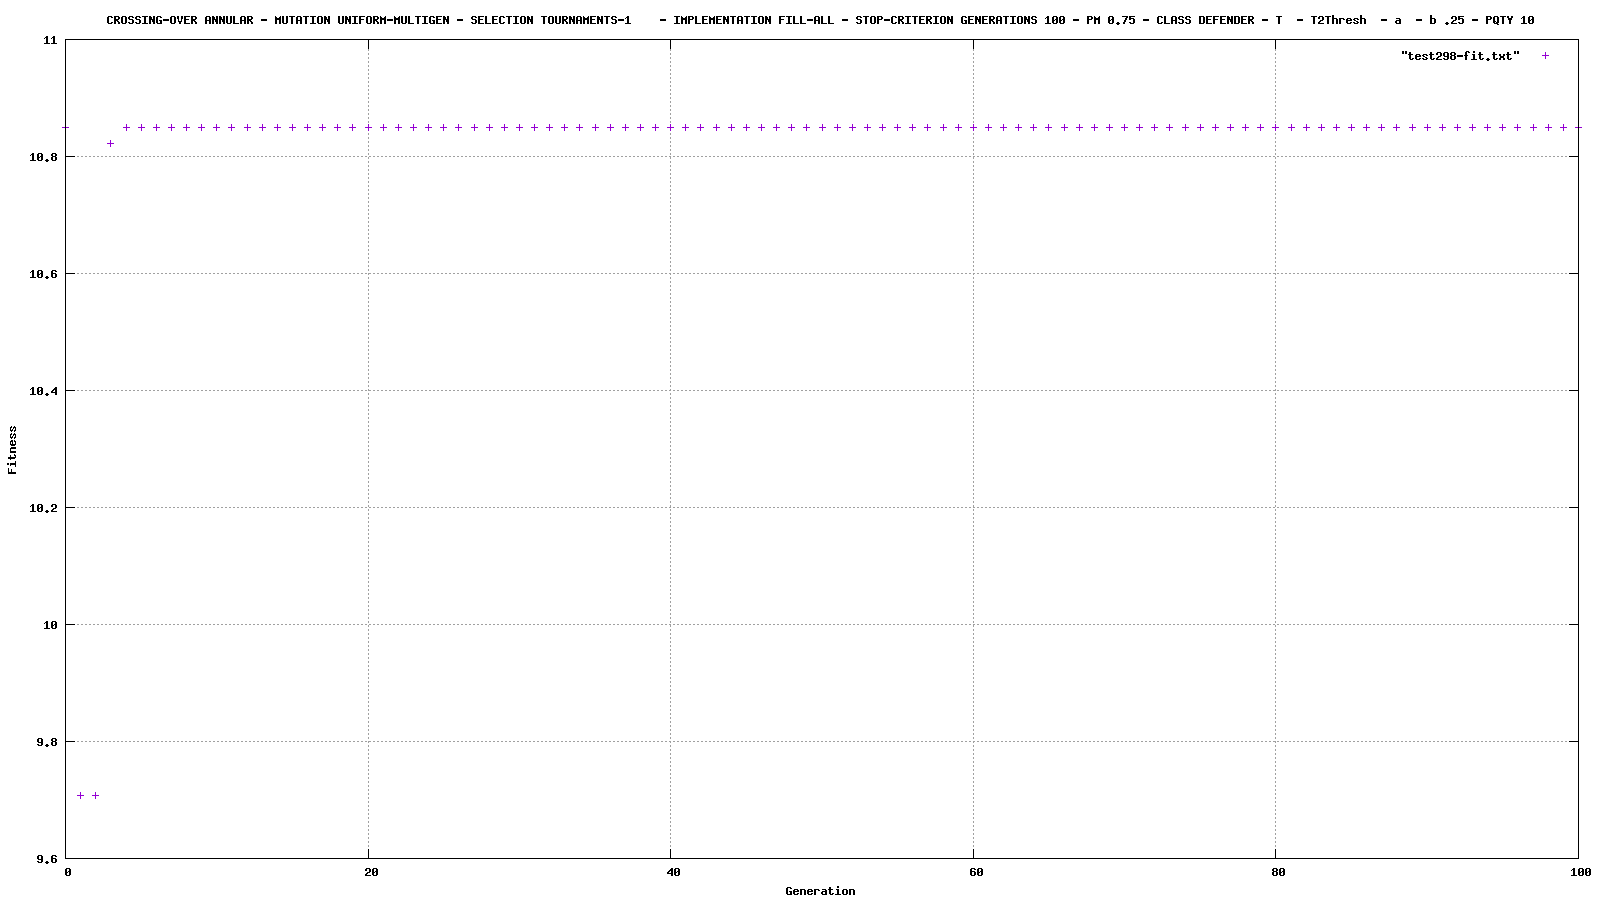 CROSSING-OVER ANNULAR - MUTATION UNIFORM-MULTIGEN - SELECTION TOURNAMENTS-1    - IMPLEMENTATION FILL-ALL - STOP-CRITERION GENERATIONS 100 - PM 0.75 - CLASS DEFENDER - T  - T2Thresh  - a  - b .25 - PQTY 10
11
"test298-fit.txt"
10.8
10.6
10.4
Fitness
10.2
10
9.8
9.6
0 20 40 60 80 100
Generation